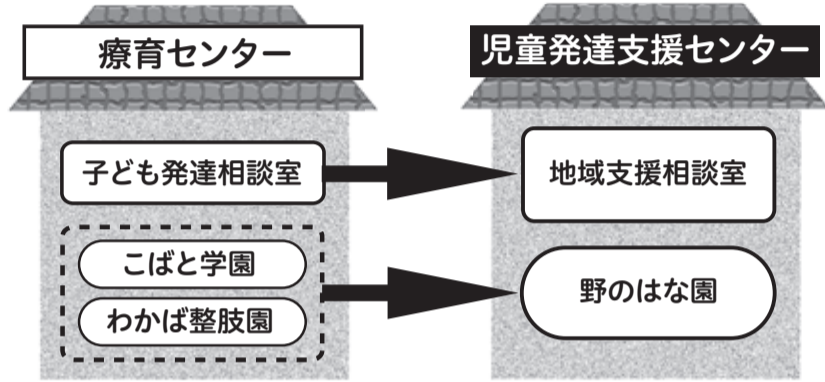 療育センター
児童発達支援センター
子ども発達相談室
地域支援相談室
こばと学園
わかば整肢園
野のはな園